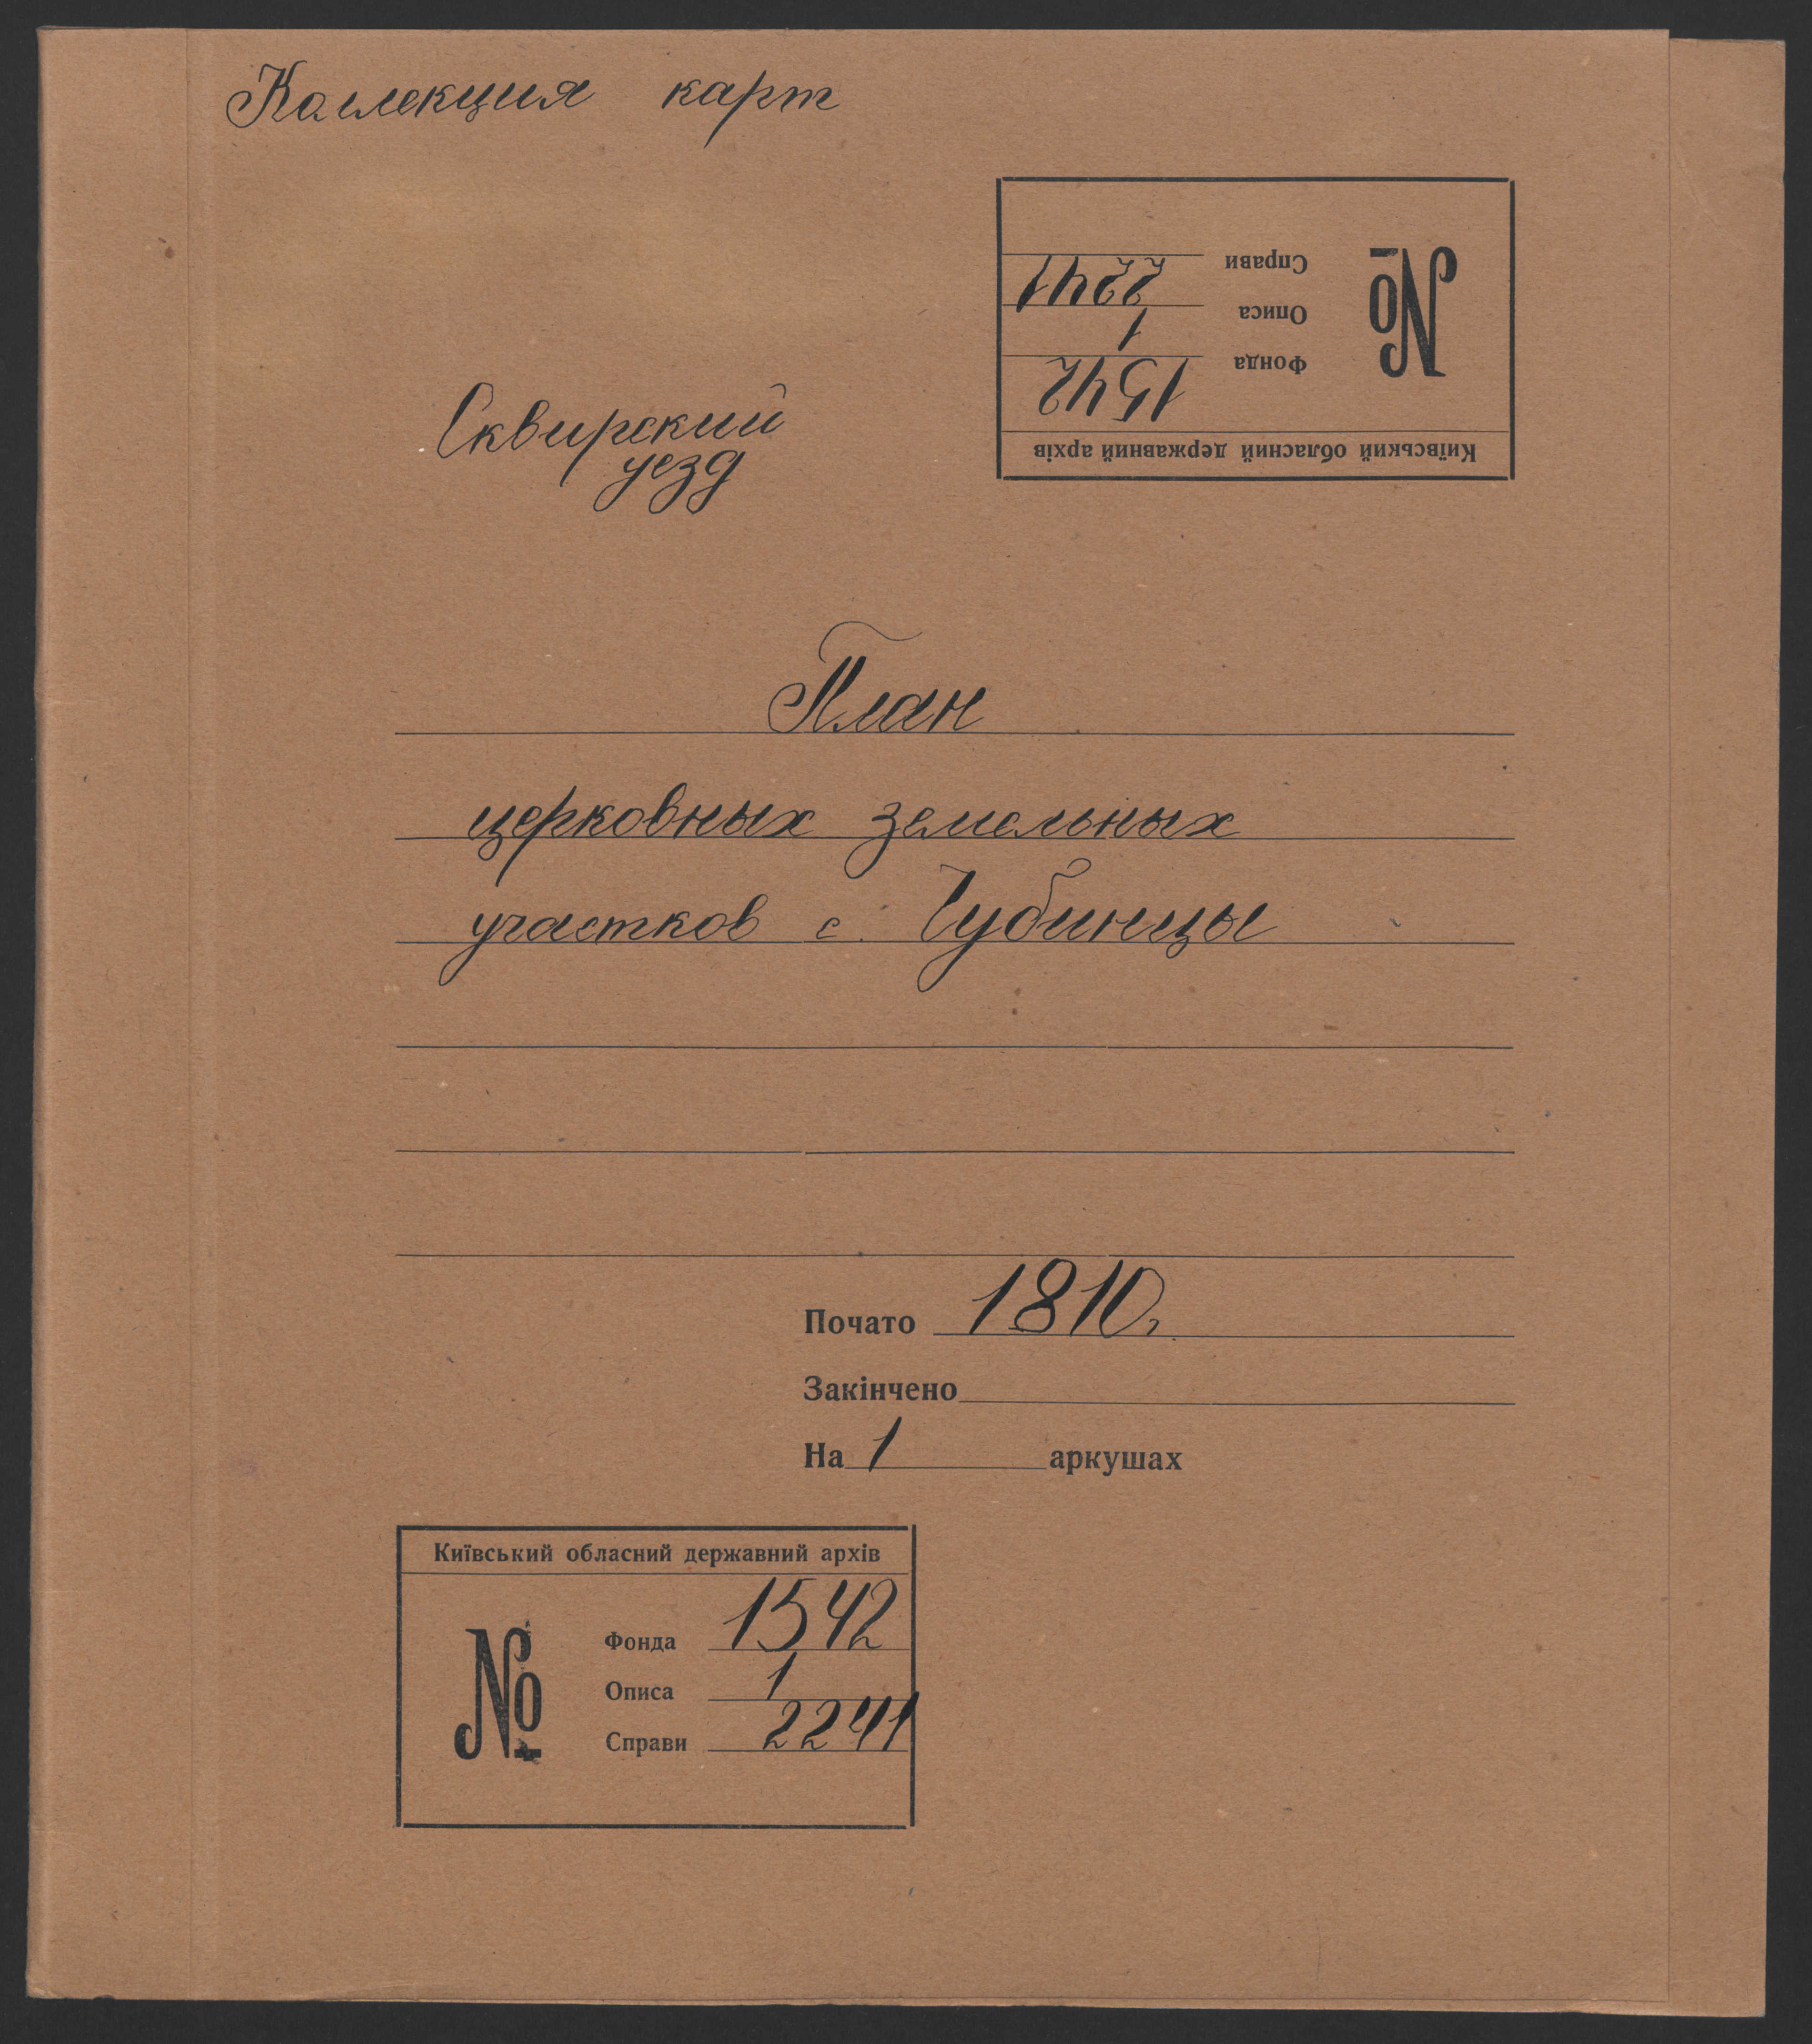 Коллекция карт
Київський обласний державний архів
№
Фонда 1542
Описа 1
Справи 2241
Сквирский
уезд
План
церковных земельных
участков с. Чубинцы
Почато 1810г.
Закінчено
На 1 аркушах
Київський обласний державний архів
№
Фонда 1542
Описа 1
Справи 2241